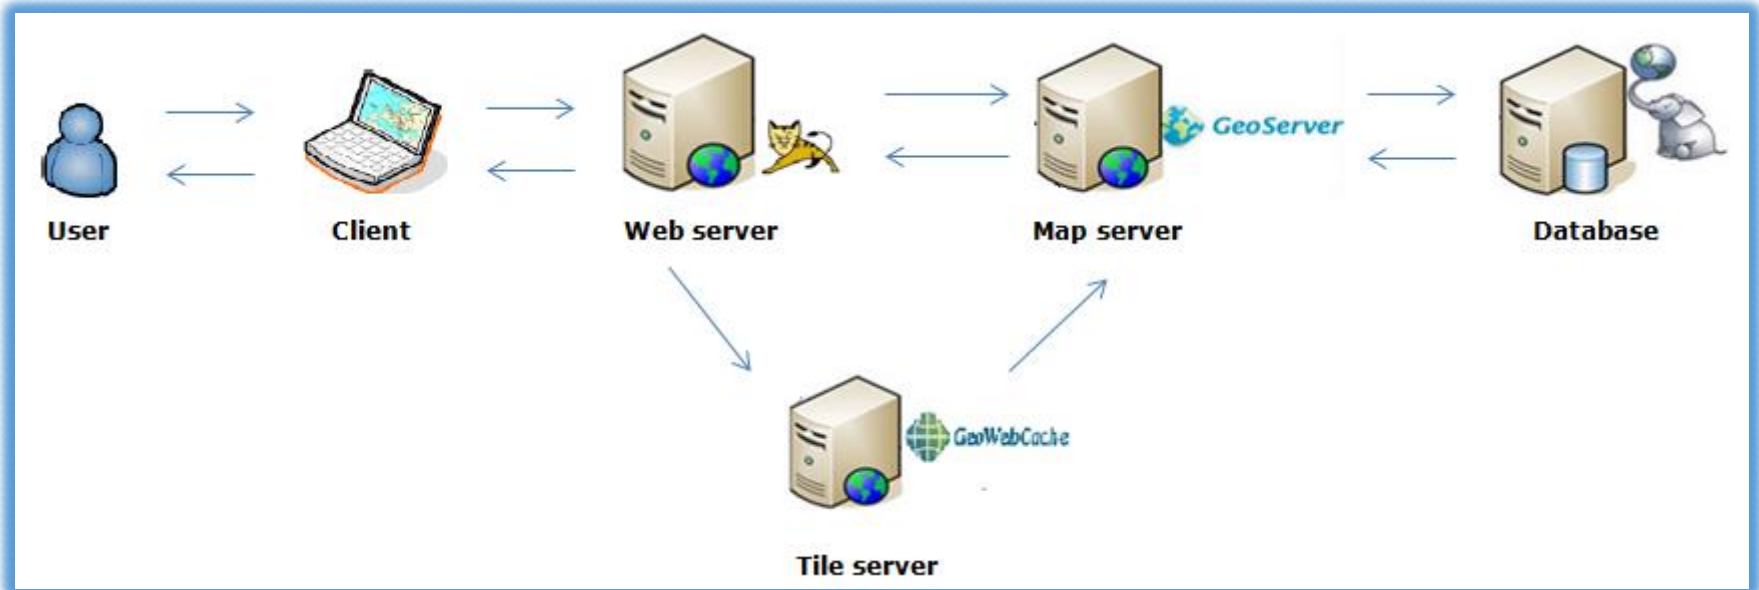 GeoServer
User
Client
Web server
Map server
Database
GeoWebCache
Tile server